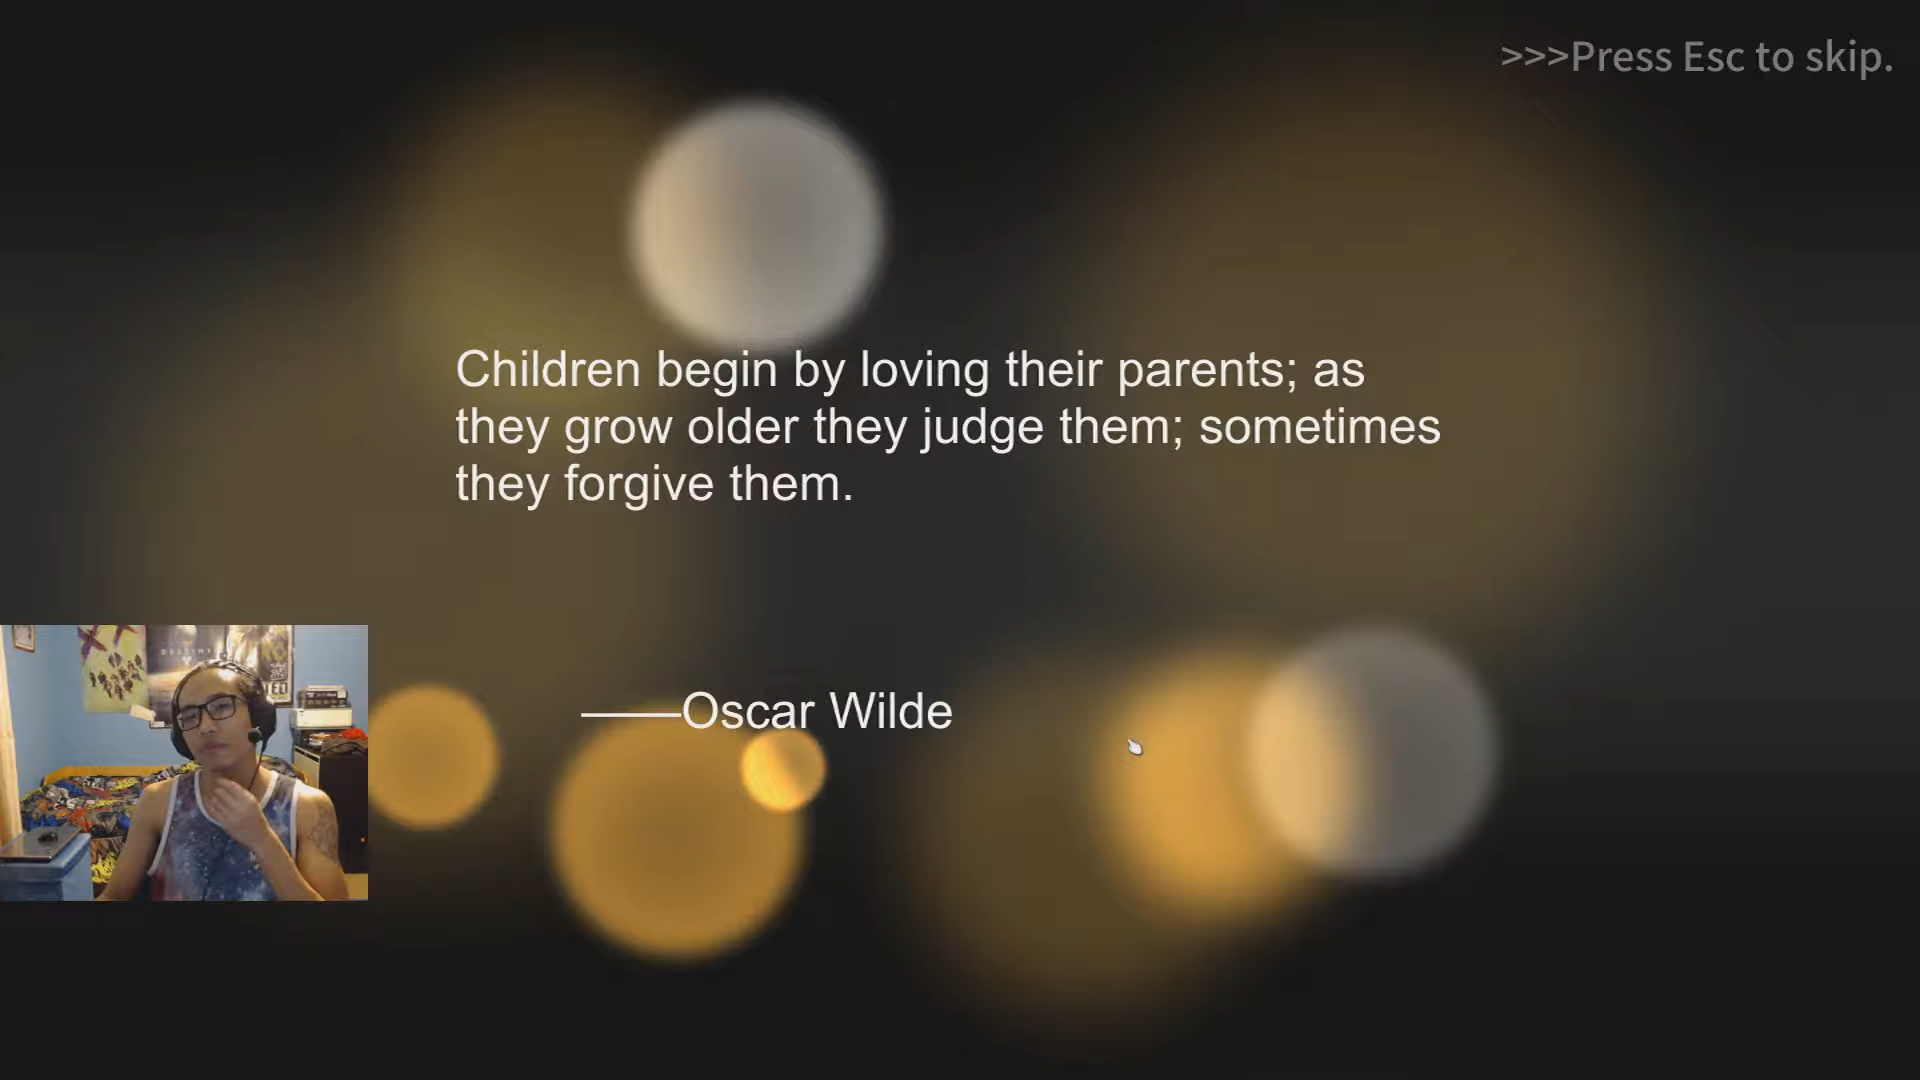 >>>Press Esc to skip.
Children begin by loving their parents; as
they grow older they judge them; sometimes
they forgive them.
——Oscar Wilde
DESTINY